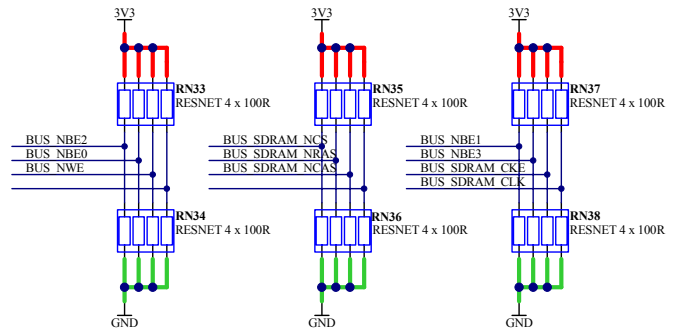 3V3
3V3
3V3
RN33
RESNET 4 x 100R
RN35
RESNET 4 x 100R
RN37
RESNET 4 x 100R
BUS_NBE2
BUS_NBE0
BUS_NWE
BUS_SDRAM_NCS
BUS_SDRAM_NRAS
BUS_SDRAM_NCAS
BUS_NBE1
BUS_NBE3
BUS_SDRAM_CKE
BUS_SDRAM_CLK
RN34
RESNET 4 x 100R
RN36
RESNET 4 x 100R
RN38
RESNET 4 x 100R
GND
GND
GND